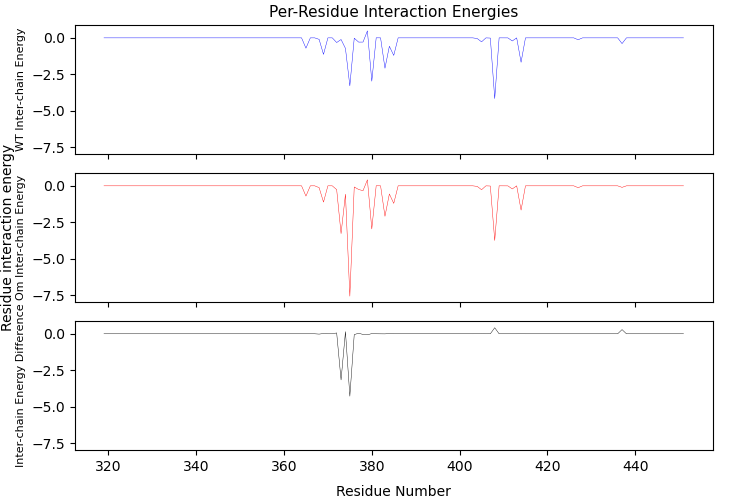 Per-Residue Interaction Energies
Residue interaction energy
WT Inter-chain Energy
0.0
−2.5
−5.0
−7.5
Om Inter-chain Energy
0.0
−2.5
−5.0
−7.5
Inter-chain Energy Difference
0.0
−2.5
−5.0
−7.5
320 340 360 380 400 420 440
Residue Number